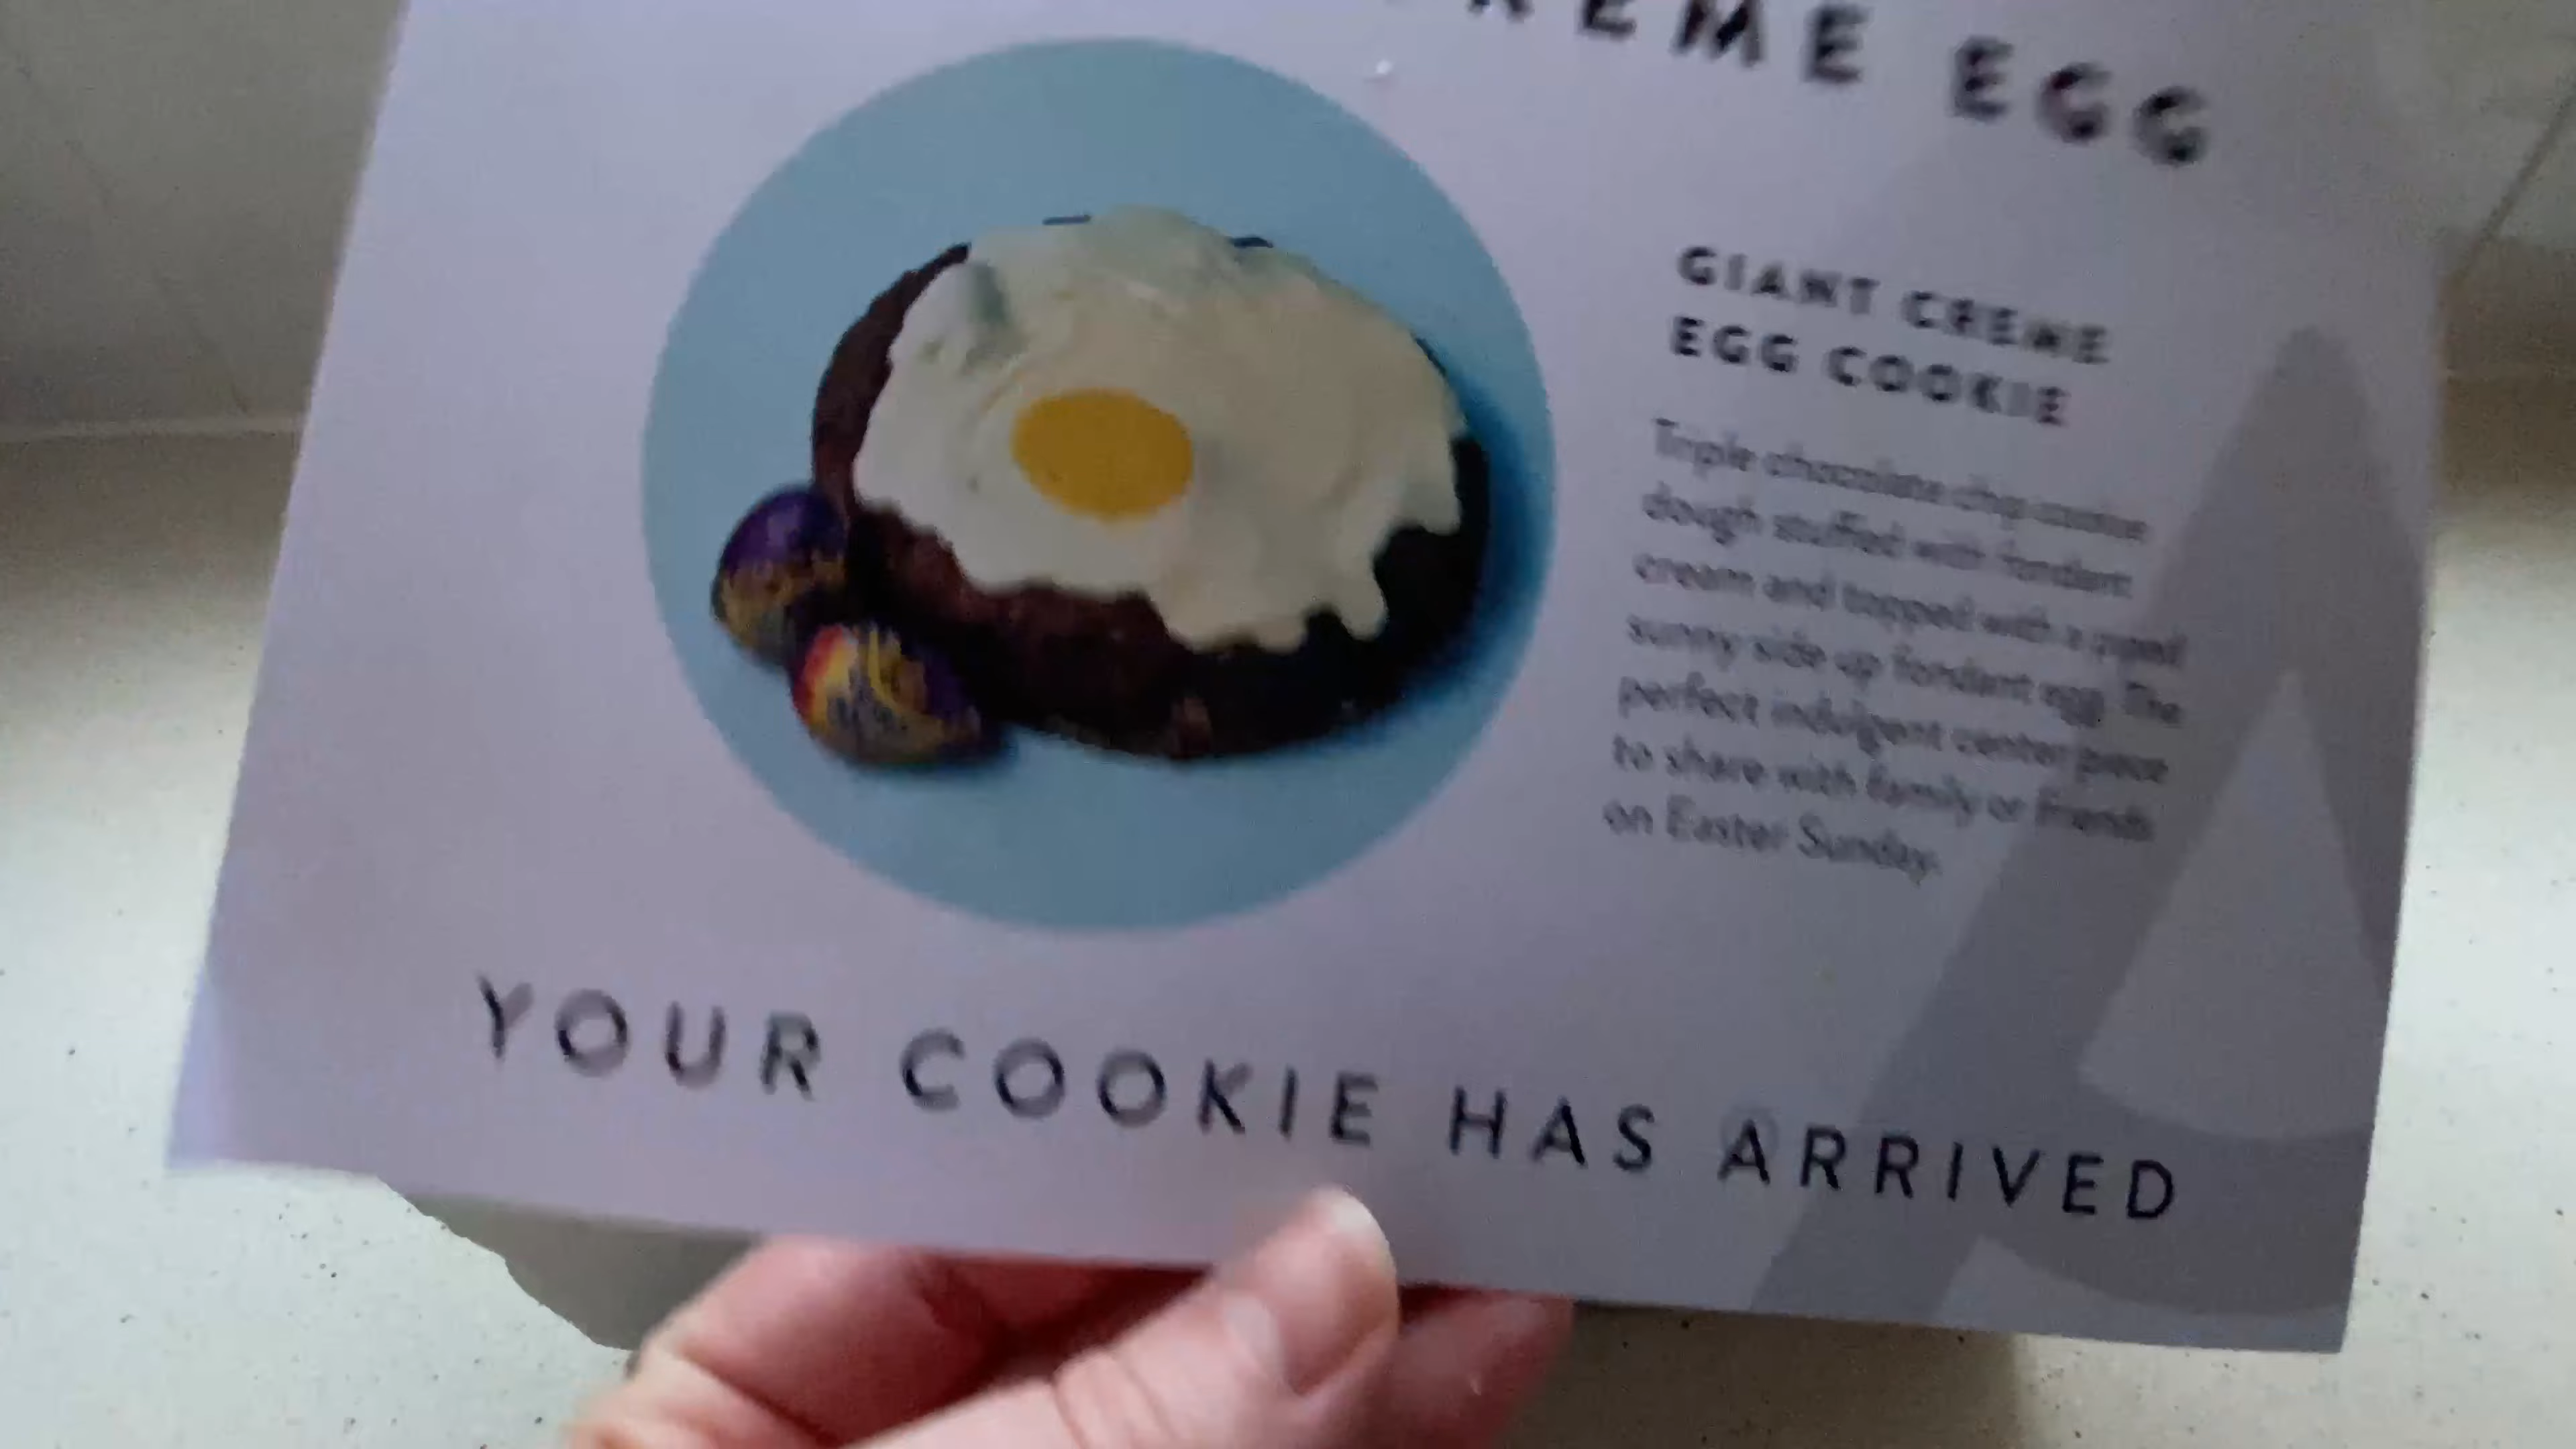 REME EGG
GIANT CREME
EGG COOKIE
Triple chocolate chip cookie
dough stuffed with fondant
cream and topped with a piped
sunny side up fondant egg. The
perfect indulgent center piece
to share with family or friends
on Easter Sunday.
YOUR COOKIE HAS ARRIVED